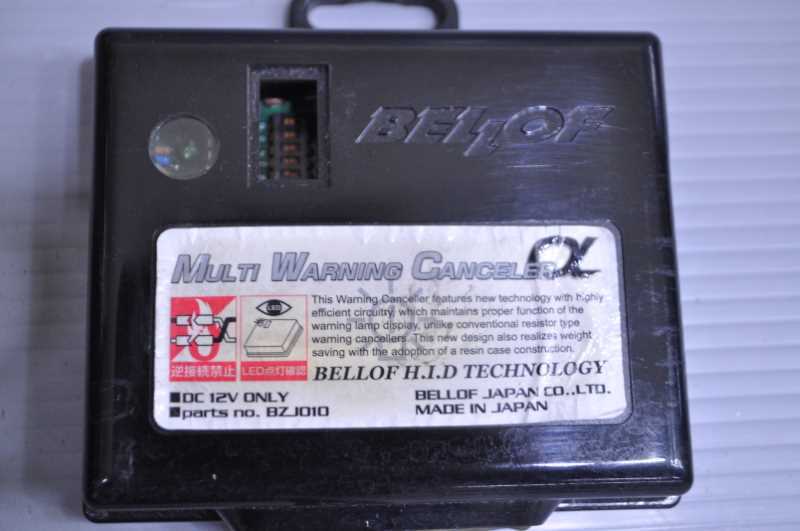 BELLOF
MULTI WARNING CANCELER α
LED
This Warning Canceller features new technology with highly
efficient circuitry, which maintains proper function of the
warning lamp display, unlike conventional resistor type
warning cancellers. This new design also realizes weight
saving with the adoption of a resin case construction.
逆接続禁止
LED点灯確認
BELLOF H.I.D TECHNOLOGY
■DC 12V ONLY
BELLOF JAPAN CO.,LTD.
■parts no. BZJ010
MADE IN JAPAN